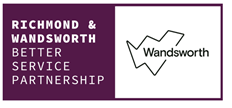 RICHMOND &
WANDSWORTH
BETTER
SERVICE
PARTNERSHIP
Wandsworth